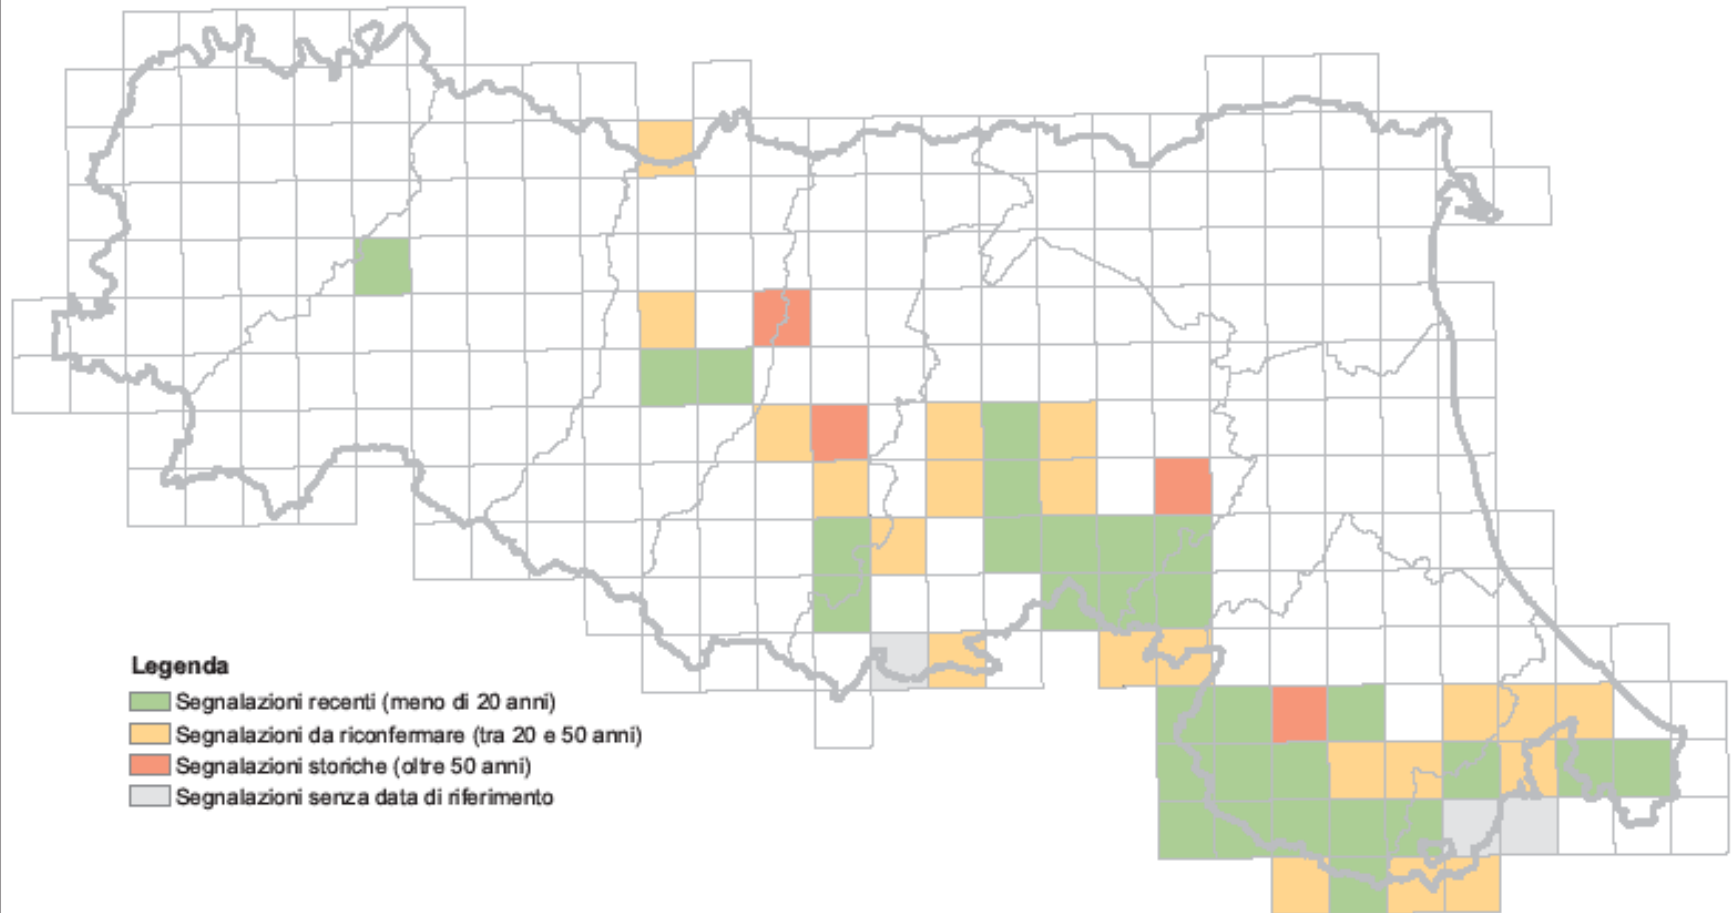 Legenda
Segnalazioni recenti (meno di 20 anni)
Segnalazioni da riconfermare (tra 20 e 50 anni)
Segnalazioni storiche (oltre 50 anni)
Segnalazioni senza data di riferimento